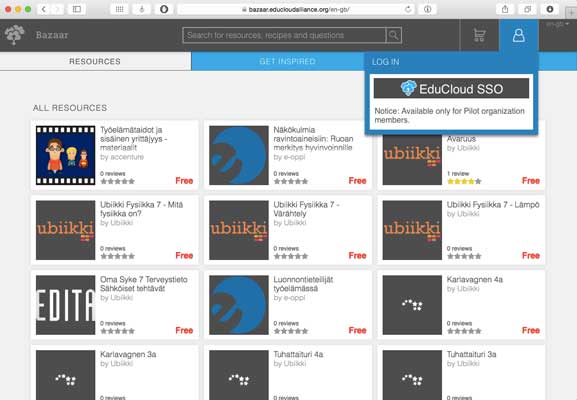 bazaar.educloudalliance.org/en-gb/
Bazaar
Search for resources, recipes and questions
en-gb
RESOURCES
GET INSPIRED
LOG IN
EduCloud SSO
Notice: Available only for Pilot organization
members.
ALL RESOURCES
Työelämätaidot ja
sisäinen yrittäjyys -
materiaalit
by accenture
0 reviews
Free
Näkökulmia
ravintoaineisiin: Ruoan
merkitys hyvinvoinnille
by e-oppi
0 reviews
Free
ubiikki
Avaruus
by Ubiikki
1 review
Free
ubiikki
Ubiikki Fysiikka 7 - Mitä
fysiikka on?
by Ubiikki
0 reviews
Free
ubiikki
Ubiikki Fysiikka 7 -
Värähtely
by Ubiikki
0 reviews
Free
ubiikki
Ubiikki Fysiikka 7 - Lämpö
by Ubiikki
0 reviews
Free
EDITA
Oma Syke 7 Terveystieto
Sähköiset tehtävät
by Ubiikki
0 reviews
Free
Luonnontieteilijät
työelämässä
by e-oppi
0 reviews
Free
Karlavagnen 4a
by Ubiikki
0 reviews
Free
Karlavagnen 3a
by Ubiikki
0 reviews
Tuhattaituri 4a
by Ubiikki
0 reviews
Tuhattaituri 3a
by Ubiikki
0 reviews